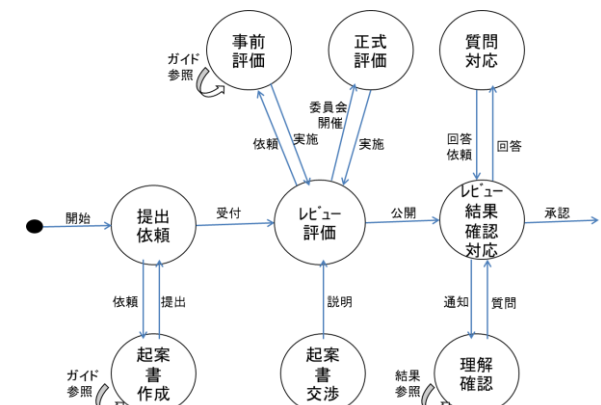 事前
評価
正式
評価
質問
対応
ガイド
参照
委員会
開催
依頼
実施
実施
回答
依頼
回答
開始
提出
依頼
受付
レビュー
評価
公開
レビュー
結果
確認
対応
承認
依頼
提出
説明
通知
質問
ガイド
参照
起案
書
作成
起案
書
交渉
結果
参照
理解
確認